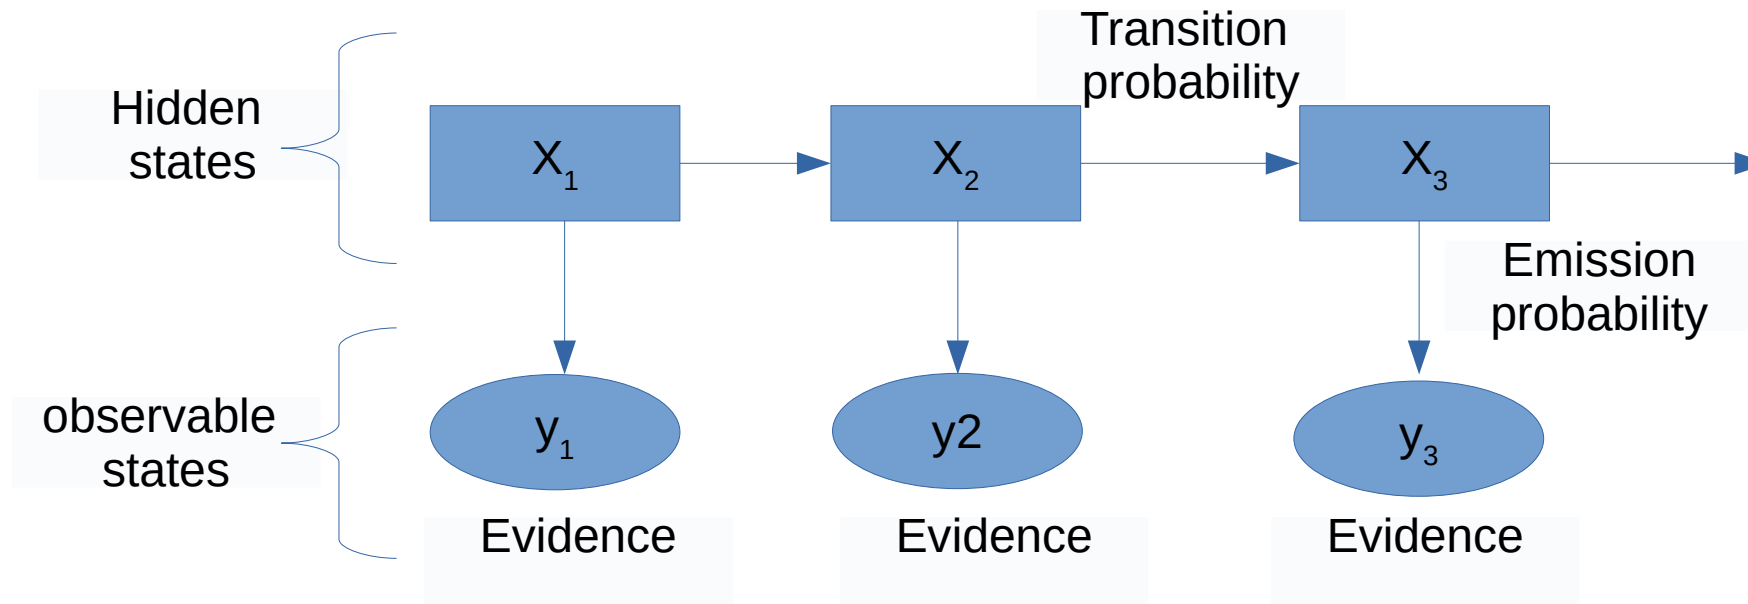 Transition
probability
Hidden
states
X₁
X₂
X₃
Emission
probability
observable
states
y₁
y2
y₃
Evidence
Evidence
Evidence